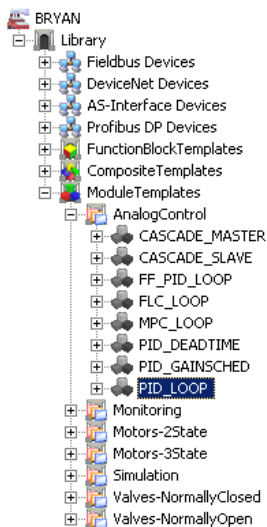 BRYAN
Library
Fieldbus Devices
DeviceNet Devices
AS-Interface Devices
Profibus DP Devices
FunctionBlockTemplates
CompositeTemplates
ModuleTemplates
AnalogControl
CASCADE_MASTER
CASCADE_SLAVE
FF_PID_LOOP
FLC_LOOP
MPC_LOOP
PID_DEADTIME
PID_GAINSCHED
PID_LOOP
Monitoring
Motors-2State
Motors-3State
Simulation
Valves-NormallyClosed
Valves-NormallyOpen